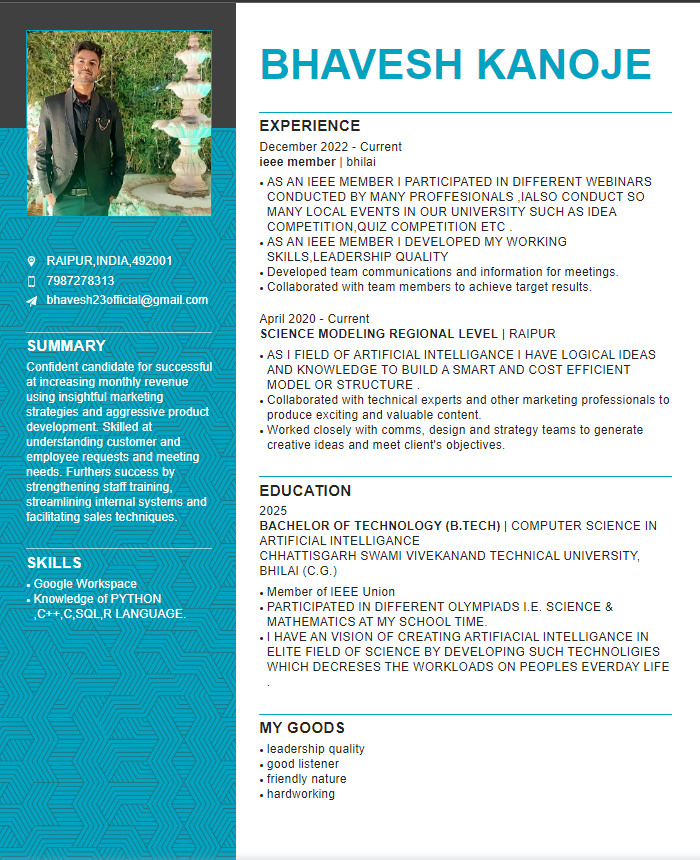 BHAVESH KANOJE
RAIPUR,INDIA,492001
7987278313
bhavesh23official@gmail.com
SUMMARY
Confident candidate for successful
at increasing monthly revenue
using insightful marketing
strategies and aggressive product
development. Skilled at
understanding customer and
employee requests and meeting
needs. Furthers success by
strengthening staff training,
streamlining internal systems and
facilitating sales techniques.
SKILLS
• Google Workspace
• Knowledge of PYTHON
,C++,C,SQL,R LANGUAGE.
EXPERIENCE
December 2022 - Current
ieee member | bhilai
• AS AN IEEE MEMBER I PARTICIPATED IN DIFFERENT WEBINARS
CONDUCTED BY MANY PROFFESIONALS ,IALSO CONDUCT SO
MANY LOCAL EVENTS IN OUR UNIVERSITY SUCH AS IDEA
COMPETITION,QUIZ COMPETITION ETC .
• AS AN IEEE MEMBER I DEVELOPED MY WORKING
SKILLS,LEADERSHIP QUALITY
• Developed team communications and information for meetings.
• Collaborated with team members to achieve target results.
April 2020 - Current
SCIENCE MODELING REGIONAL LEVEL | RAIPUR
• AS I FIELD OF ARTIFICIAL INTELLIGANCE I HAVE LOGICAL IDEAS
AND KNOWLEDGE TO BUILD A SMART AND COST EFFICIENT
MODEL OR STRUCTURE .
• Collaborated with technical experts and other marketing professionals to
produce exciting and valuable content.
• Worked closely with comms, design and strategy teams to generate
creative ideas and meet client's objectives.
EDUCATION
2025
BACHELOR OF TECHNOLOGY (B.TECH) | COMPUTER SCIENCE IN
ARTIFICIAL INTELLIGANCE
CHHATTISGARH SWAMI VIVEKANAND TECHNICAL UNIVERSITY,
BHILAI (C.G.)
• Member of IEEE Union
• PARTICIPATED IN DIFFERENT OLYMPIADS I.E. SCIENCE &
MATHEMATICS AT MY SCHOOL TIME.
• I HAVE AN VISION OF CREATING ARTIFIACIAL INTELLIGANCE IN
ELITE FIELD OF SCIENCE BY DEVELOPING SUCH TECHNOLIGIES
WHICH DECRESES THE WORKLOADS ON PEOPLES EVERDAY LIFE
.
MY GOODS
• leadership quality
• good listener
• friendly nature
• hardworking